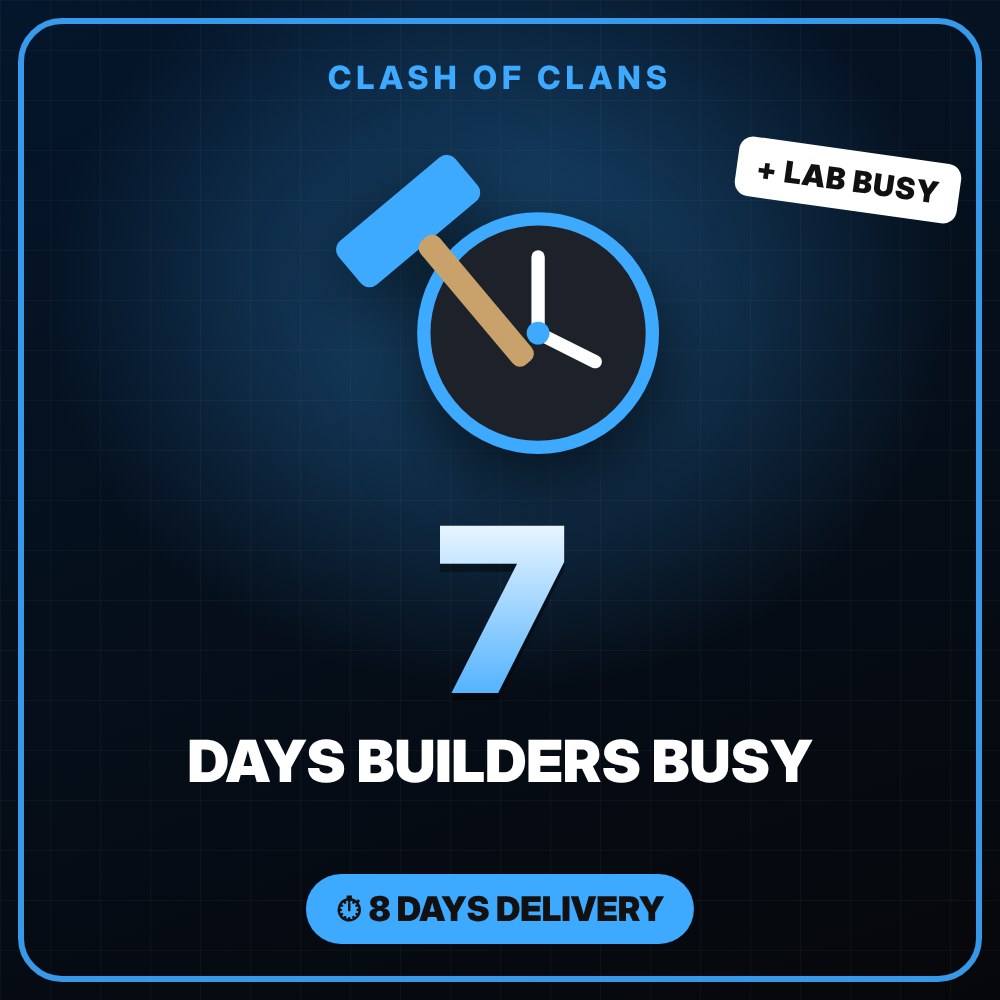 CLASH OF CLANS
+ LAB BUSY
7
DAYS BUILDERS BUSY
⏱ 8 DAYS DELIVERY